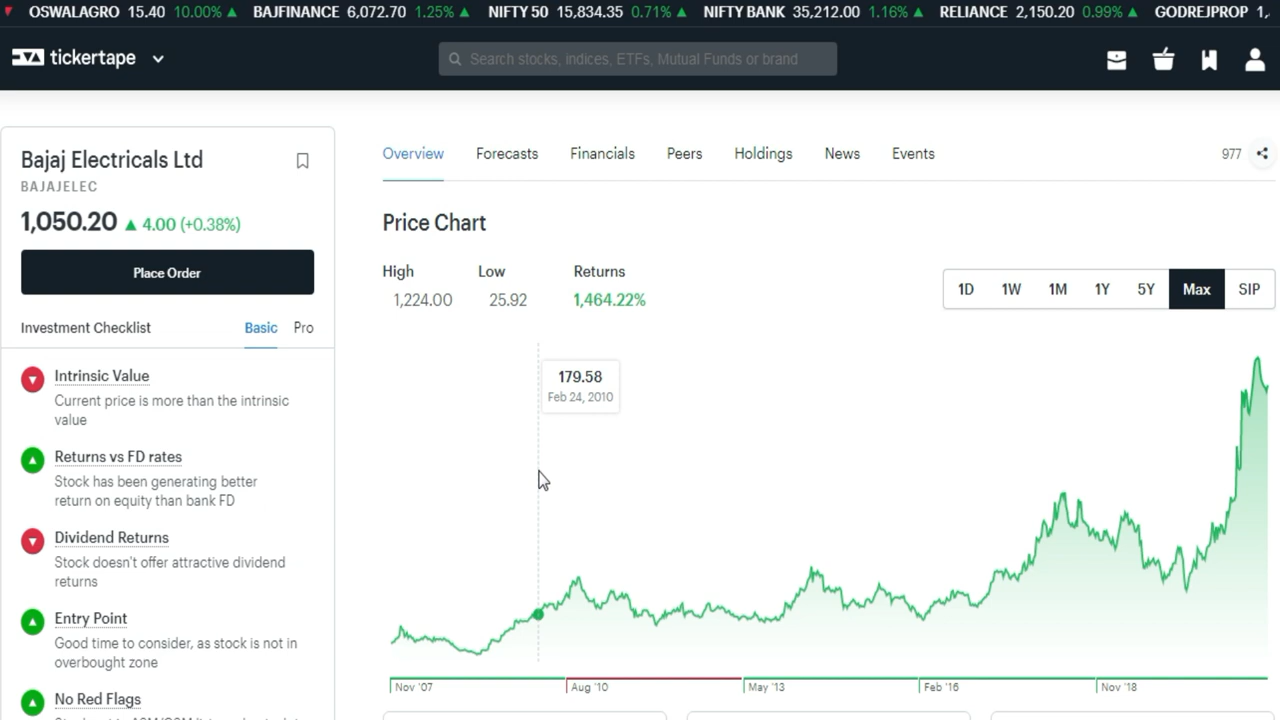 OSWALAGRO 15.40 10.00% ▲ BAJFINANCE 6,072.70 1.25% ▲ NIFTY 50 15,834.35 0.71% ▲ NIFTY BANK 35,212.00 1.16% ▲ RELIANCE 2,150.20 0.99% ▲ GODREJPROP
tickertape
Search stocks, indices, ETFs, Mutual Funds or brand
Bajaj Electricals Ltd
BAJAJELEC
1,050.20 ▲ 4.00 (+0.38%)
Place Order
Investment Checklist Basic Pro
Intrinsic Value
Current price is more than the intrinsic
value
Returns vs FD rates
Stock has been generating better
return on equity than bank FD
Dividend Returns
Stock doesn't offer attractive dividend
returns
Entry Point
Good time to consider, as stock is not in
overbought zone
No Red Flags
Overview Forecasts Financials Peers Holdings News Events 977
Price Chart
High Low Returns
1,224.00 25.92 1,464.22%
1D 1W 1M 1Y 5Y Max SIP
179.58
Feb 24, 2010
Nov '07 Aug '10 May '13 Feb '16 Nov '18